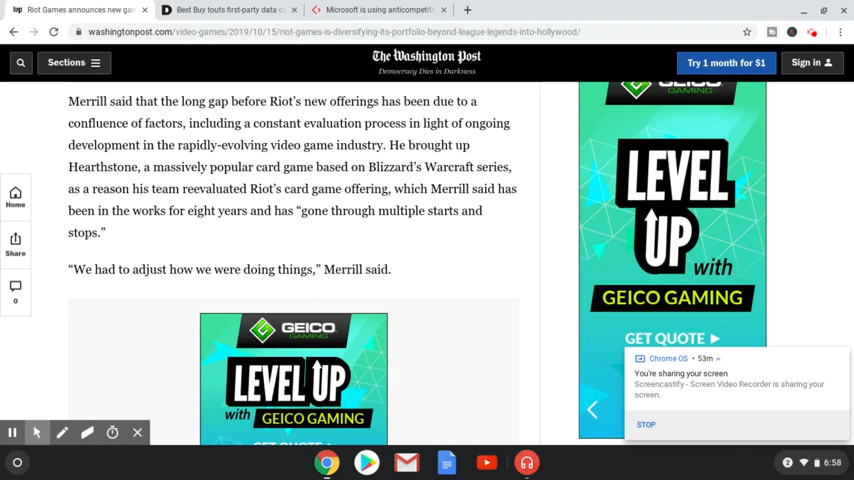 Riot Games announces new gam
Best Buy touts first-party data c
Microsoft is using anticompetiti
washingtonpost.com/video-games/2019/10/15/riot-games-is-diversifying-its-portfolio-beyond-league-legends-into-hollywood/
Sections
The Washington Post
Democracy Dies in Darkness
Try 1 month for $1
Sign in
Merrill said that the long gap before Riot's new offerings has been due to a
confluence of factors, including a constant evaluation process in light of ongoing
development in the rapidly-evolving video game industry. He brought up
Hearthstone, a massively popular card game based on Blizzard's Warcraft series,
as a reason his team reevaluated Riot's card game offering, which Merrill said has
been in the works for eight years and has “gone through multiple starts and
stops.”
“We had to adjust how we were doing things,” Merrill said.
Home
Share
0
GEICO
GAMING
LEVEL UP
with GEICO GAMING
GET QUOTE
GAMING
LEVEL
UP
with
GEICO GAMING
GET QUOTE
Chrome OS • 53m
You're sharing your screen
Screencastify - Screen Video Recorder is sharing your
screen.
STOP
2
6:58